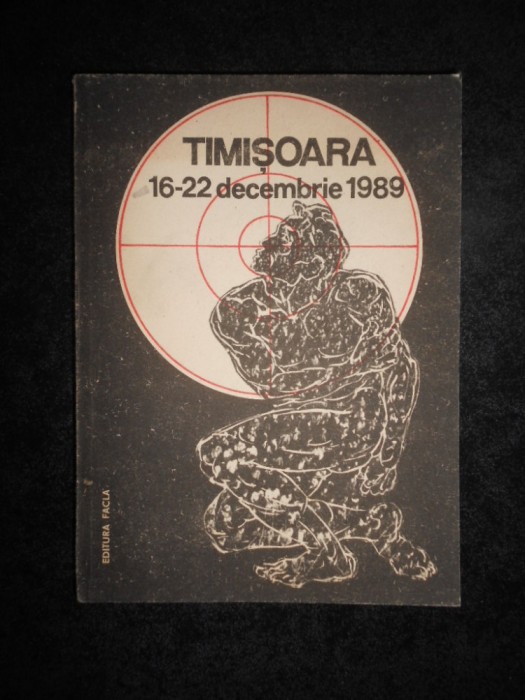 TIMIȘOARA
16-22 decembrie 1989
EDITURA FACLA